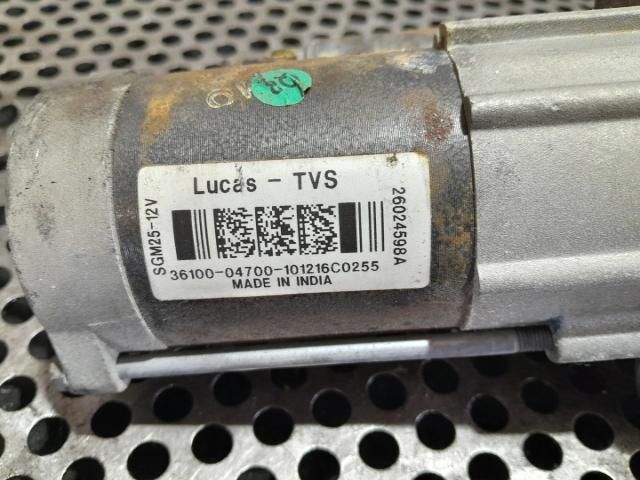 Lucas - TVS
SGM25-12V
26024598A
36100-04700-101216C0255
MADE IN INDIA